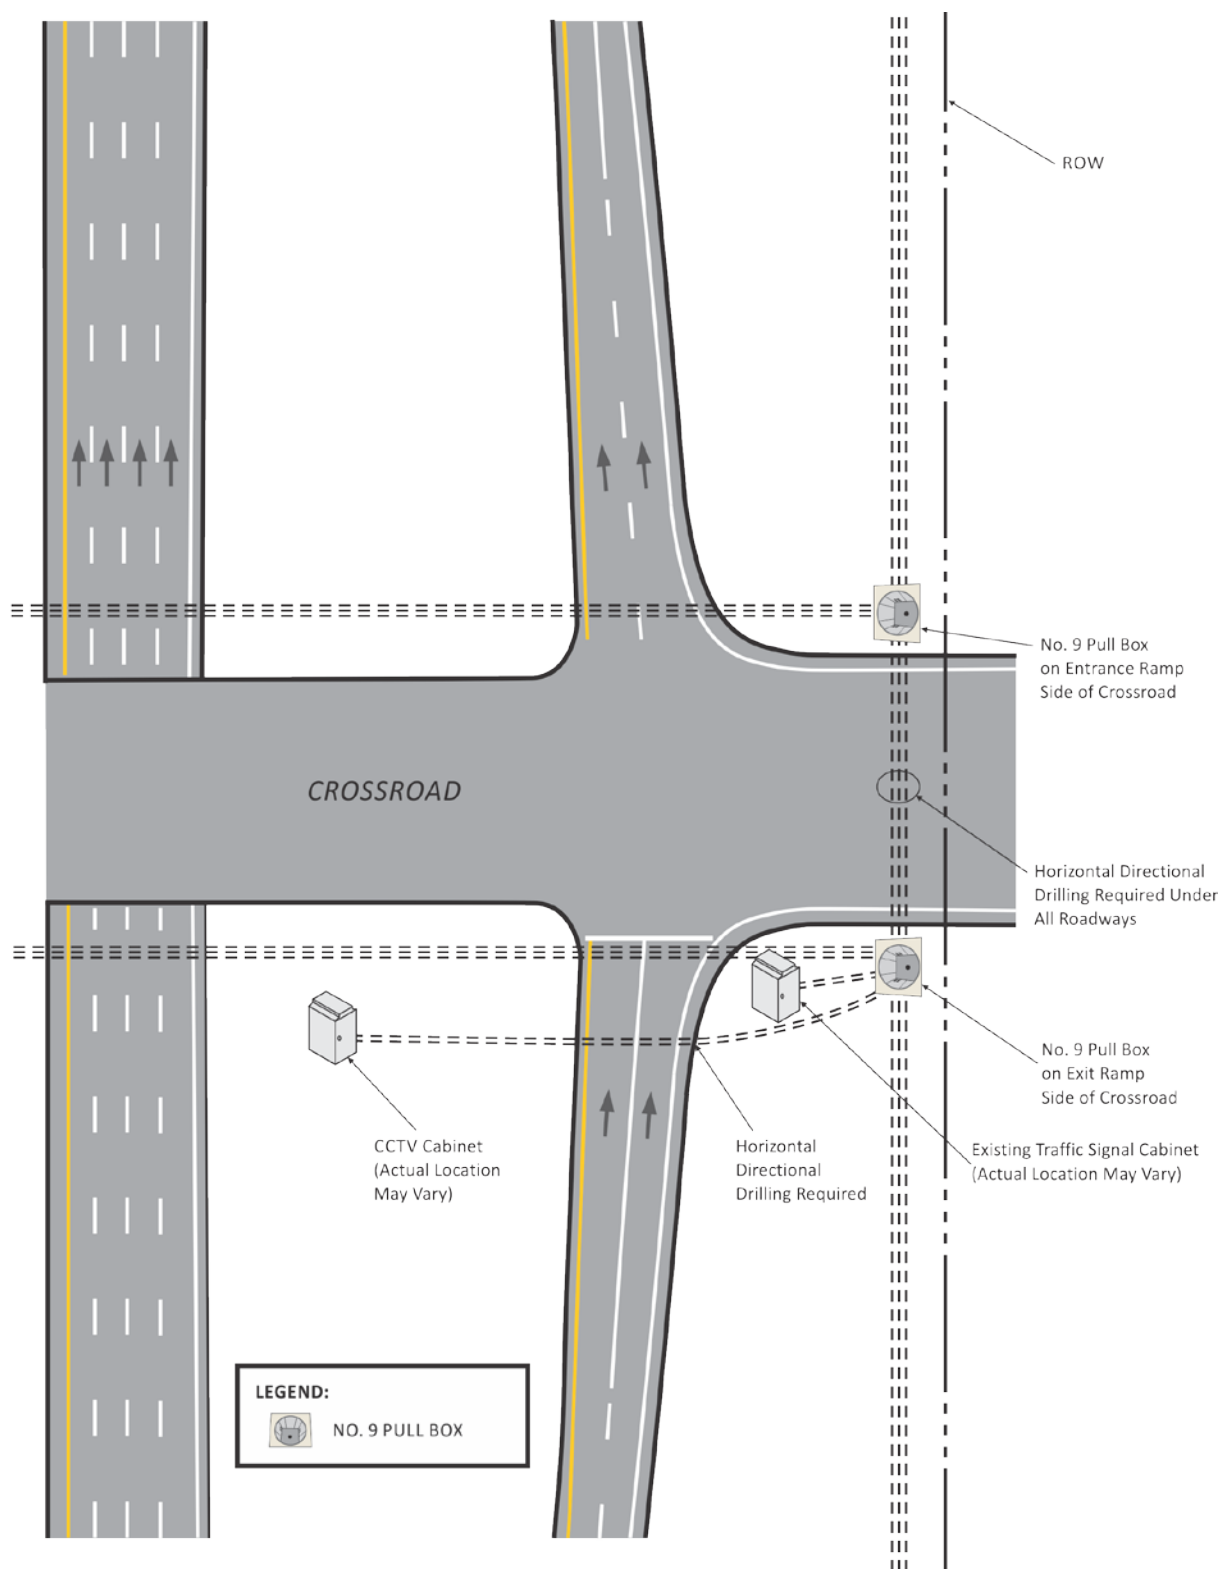 ROW
No. 9 Pull Box
on Entrance Ramp
Side of Crossroad
CROSSROAD
Horizontal Directional
Drilling Required Under
All Roadways
No. 9 Pull Box
on Exit Ramp
Side of Crossroad
CCTV Cabinet
(Actual Location
May Vary)
Horizontal
Directional
Drilling Required
Existing Traffic Signal Cabinet
(Actual Location May Vary)
LEGEND:
NO. 9 PULL BOX